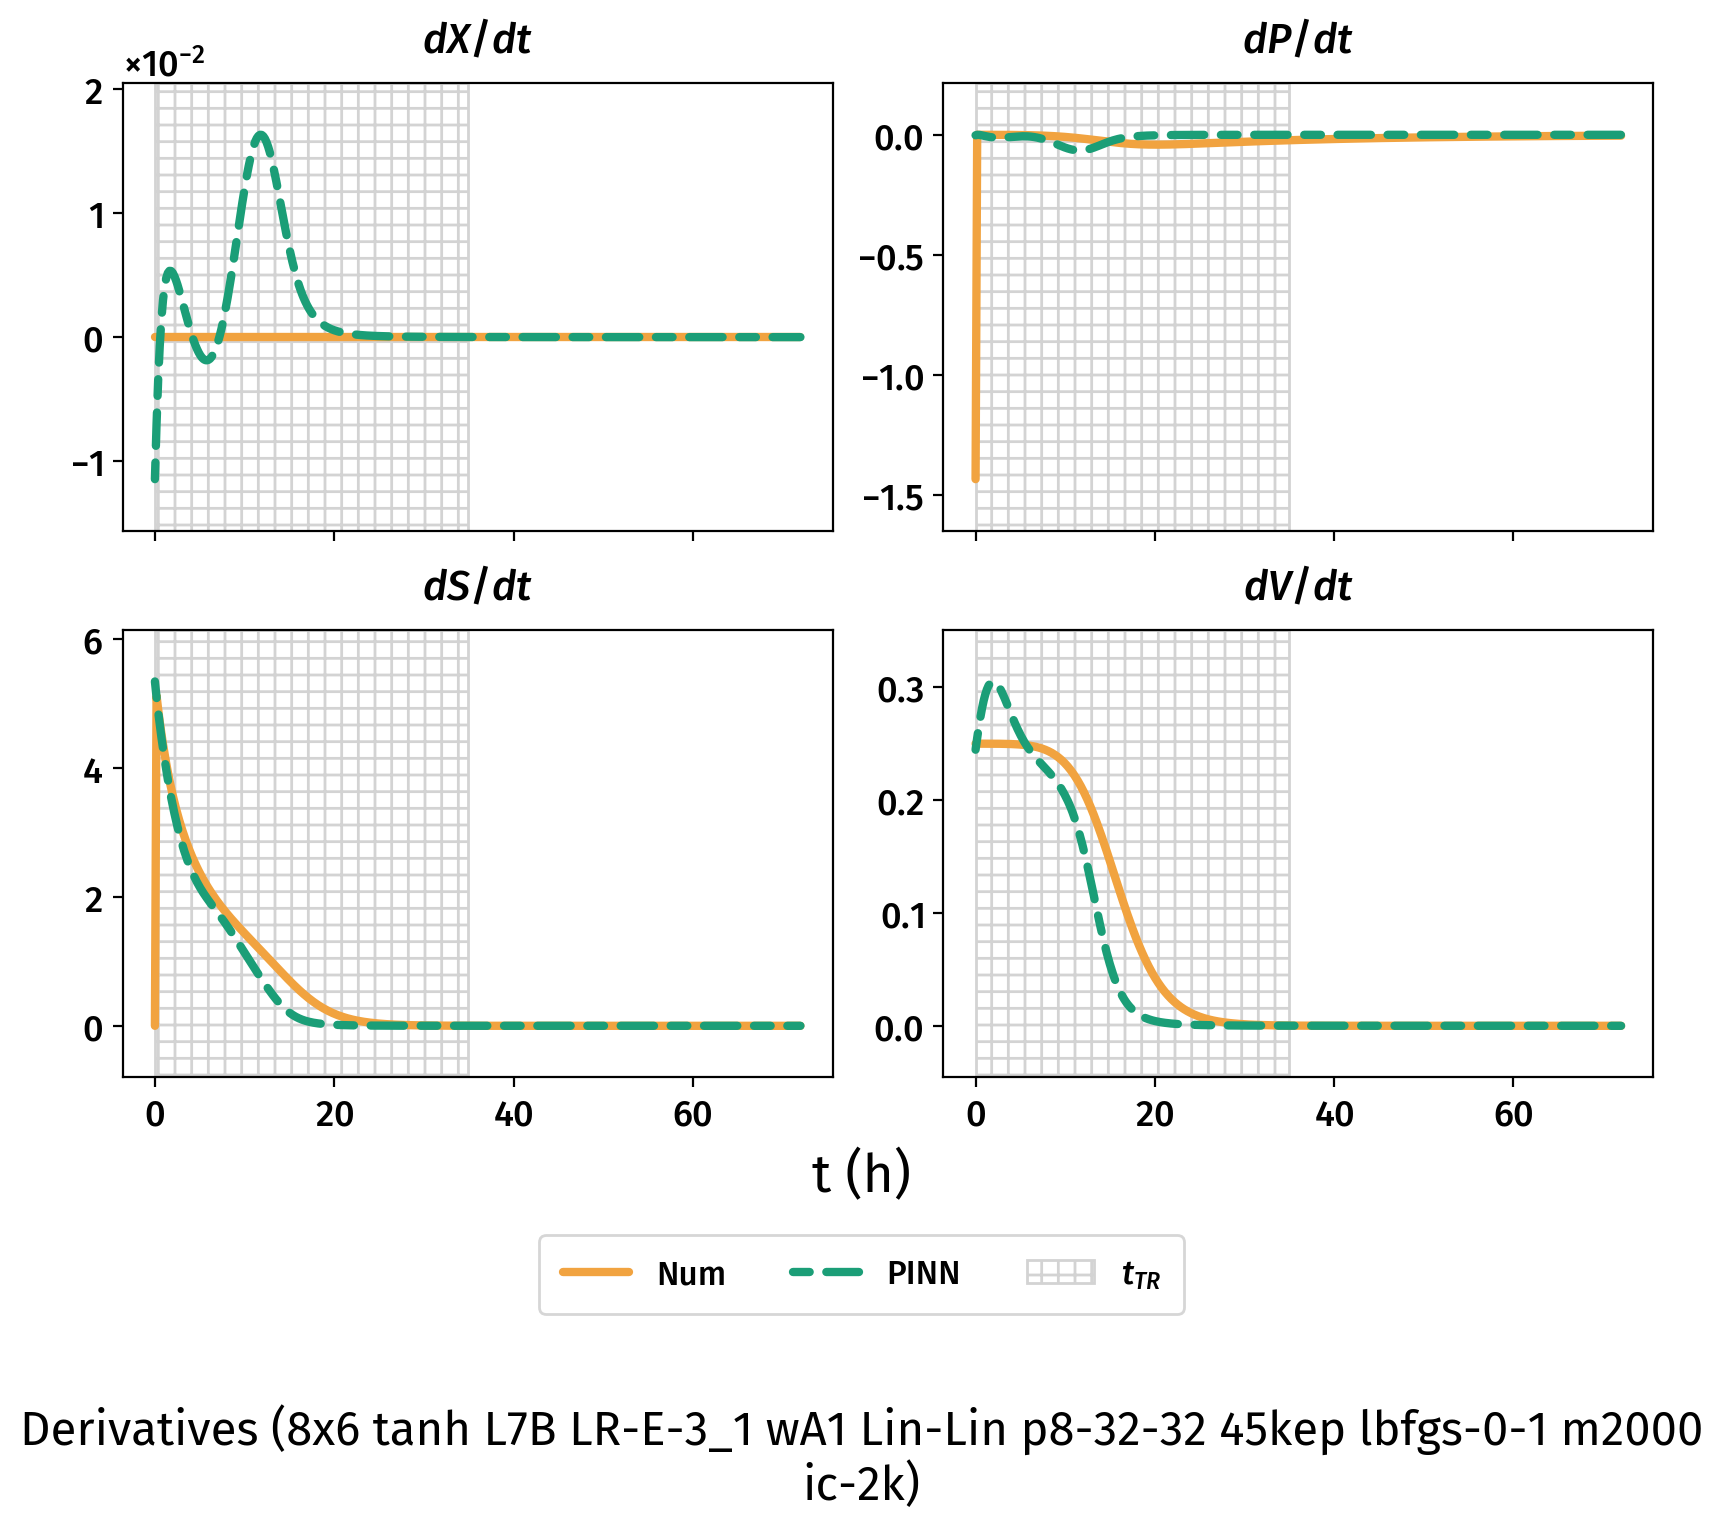 dX/dt
dP/dt
×10⁻²
2
1
0
−1
0.0
−0.5
−1.0
−1.5
dS/dt
dV/dt
6
4
2
0
0.3
0.2
0.1
0.0
0 20 40 60
0 20 40 60
t (h)
Num PINN t_TR
Derivatives (8x6 tanh L7B LR-E-3_1 wA1 Lin-Lin p8-32-32 45kep lbfgs-0-1 m2000
ic-2k)